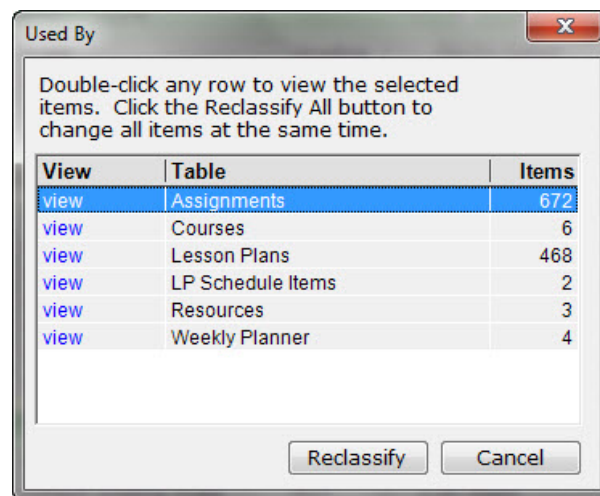 Used By
Double-click any row to view the selected
items. Click the Reclassify All button to
change all items at the same time.
View Table Items
view Assignments 672
view Courses 6
view Lesson Plans 468
view LP Schedule Items 2
view Resources 3
view Weekly Planner 4
Reclassify Cancel